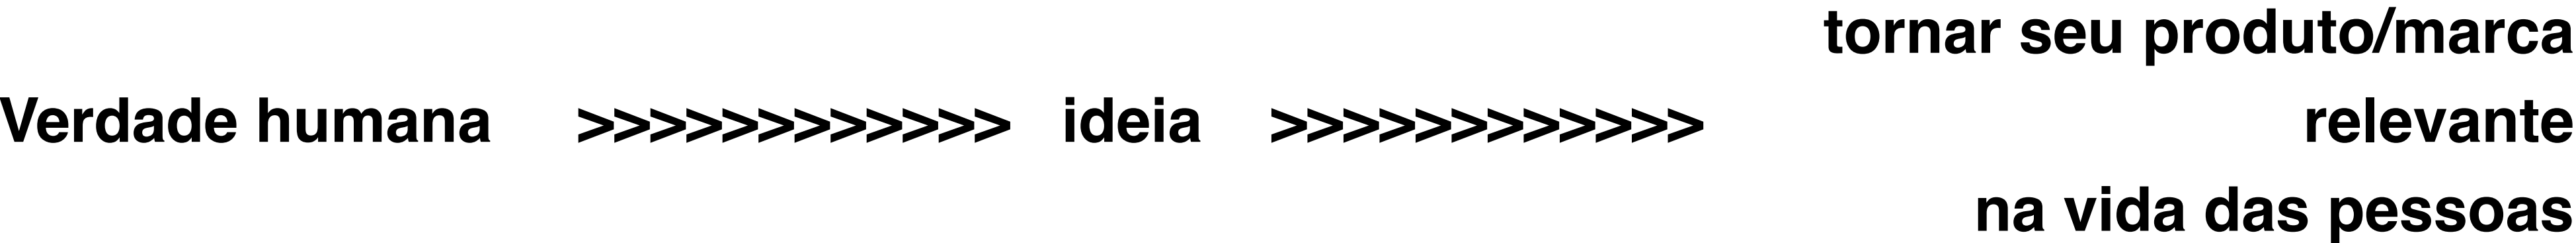 tornar seu produto/marca
Verdade humana >>>>>>>>>>>> ideia >>>>>>>>>>>> relevante
na vida das pessoas